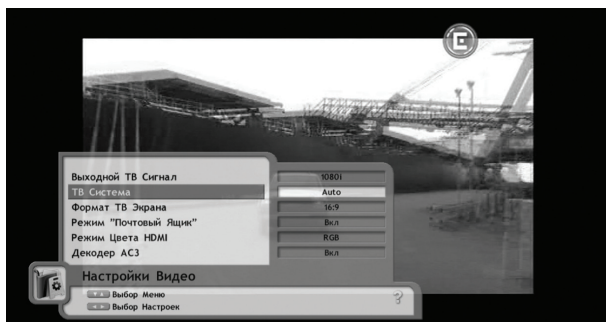 E
Выходной ТВ Сигнал 1080i
ТВ Система Auto
Формат ТВ Экрана 16:9
Режим "Почтовый Ящик" Вкл
Режим Цвета HDMI RGB
Декодер AC3 Вкл
Настройки Видео
Выбор Меню ?
Выбор Настроек